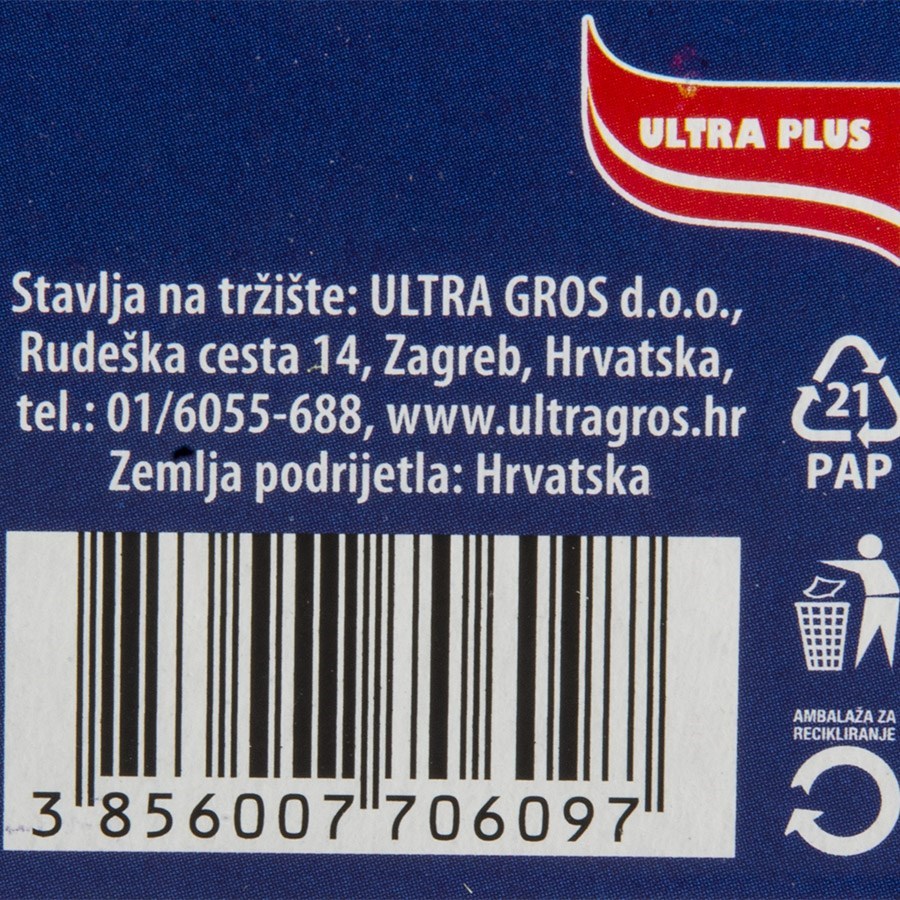 ULTRA PLUS
Stavlja na tržište: ULTRA GROS d.o.o.,
Rudeška cesta 14, Zagreb, Hrvatska,
tel.: 01/6055-688, www.ultragros.hr
Zemlja podrijetla: Hrvatska
21
PAP
AMBALAŽA ZA
RECIKLIRANJE
3 856007 706097